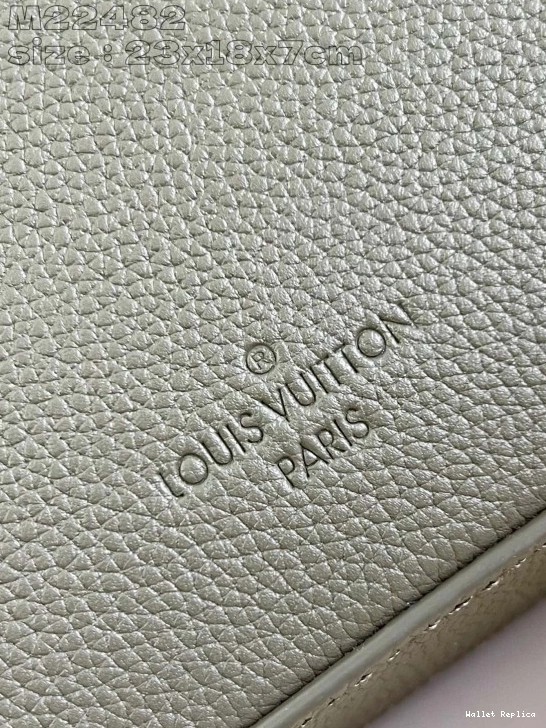 M22482
size : 23x18x7cm
®
LOUIS VUITTON
PARIS
Wallet Replica